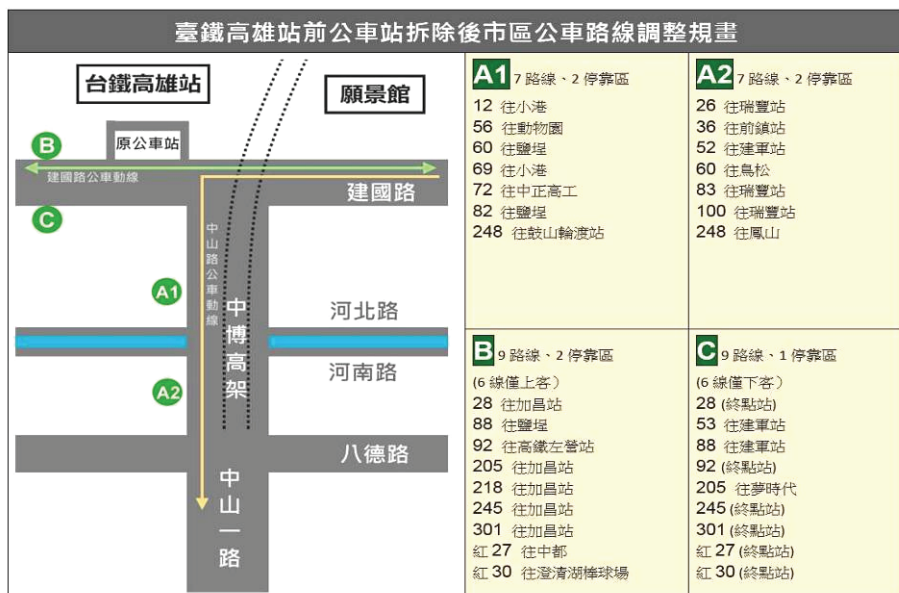 臺鐵高雄站前公車站拆除後市區公車路線調整規畫
台鐵高雄站
願景館
原公車站
B
建國路公車動線
建國路
C
中山路公車動線
A1
中博高架
河北路
河南路
A2
八德路
中山一路
A1 7 路線、2 停靠區
12 往小港
56 往動物園
60 往鹽埕
69 往小港
72 往中正高工
82 往鹽埕
248 往鼓山輪渡站
A2 7 路線、2 停靠區
26 往瑞豐站
36 往前鎮站
52 往建軍站
60 往鳥松
83 往瑞豐站
100 往瑞豐站
248 往鳳山
B 9 路線、2 停靠區
(6 線僅上客)
28 往加昌站
88 往鹽埕
92 往高鐵左營站
205 往加昌站
218 往加昌站
245 往加昌站
301 往加昌站
紅 27 往中都
紅 30 往澄清湖棒球場
C 9 路線、1 停靠區
(6 線僅下客)
28 (終點站)
53 往建軍站
88 往建軍站
92 (終點站)
205 往夢時代
245 (終點站)
301 (終點站)
紅 27 (終點站)
紅 30 (終點站)